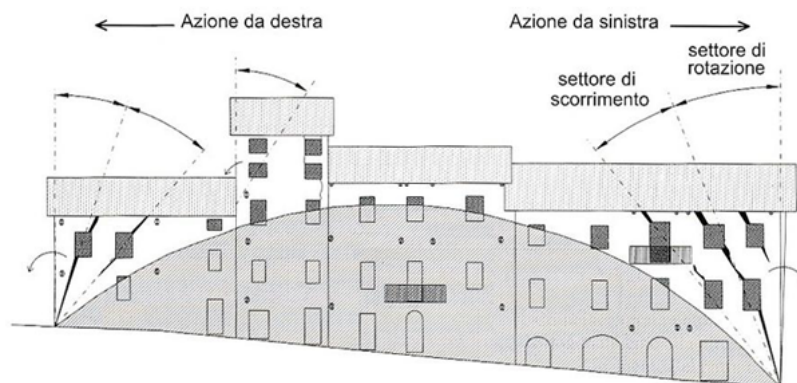 Azione da destra
Azione da sinistra
settore di
rotazione
settore di
scorrimento